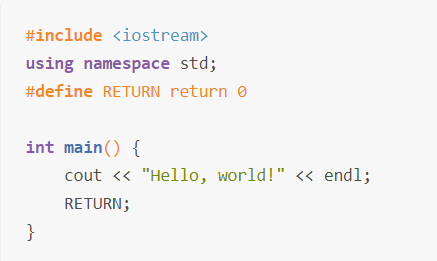 #include <iostream>
using namespace std;
#define RETURN return 0
int main() {
    cout << "Hello, world!" << endl;
    RETURN;
}